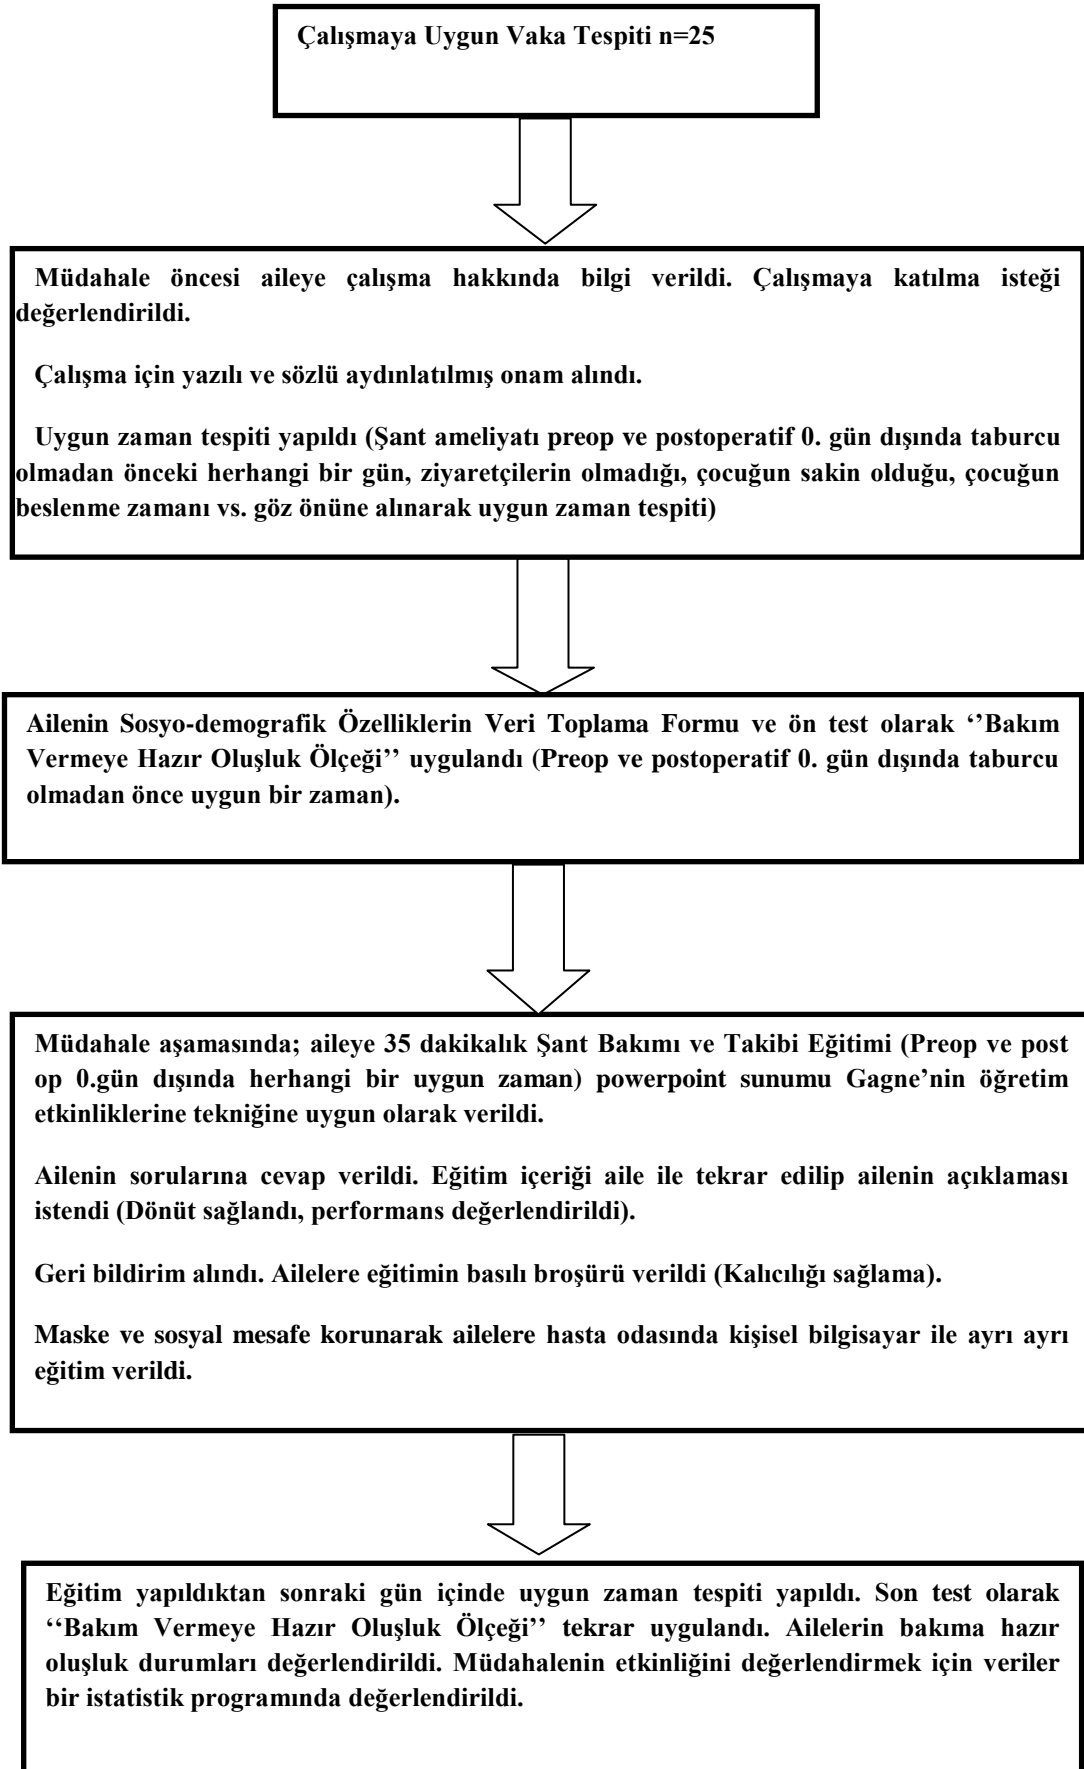 Çalışmaya Uygun Vaka Tespiti n=25
Müdahale öncesi aileye çalışma hakkında bilgi verildi. Çalışmaya katılma isteği
değerlendirildi.
Çalışma için yazılı ve sözlü aydınlatılmış onam alındı.
Uygun zaman tespiti yapıldı (Şant ameliyatı preop ve postoperatif 0. gün dışında taburcu
olmadan önceki herhangi bir gün, ziyaretçilerin olmadığı, çocuğun sakin olduğu, çocuğun
beslenme zamanı vs. göz önüne alınarak uygun zaman tespiti)
Ailenin Sosyo-demografik Özelliklerin Veri Toplama Formu ve ön test olarak ‘’Bakım
Vermeye Hazır Oluşluk Ölçeği’’ uygulandı (Preop ve postoperatif 0. gün dışında taburcu
olmadan önce uygun bir zaman).
Müdahale aşamasında; aileye 35 dakikalık Şant Bakımı ve Takibi Eğitimi (Preop ve post
op 0.gün dışında herhangi bir uygun zaman) powerpoint sunumu Gagne’nin öğretim
etkinliklerine tekniğine uygun olarak verildi.
Ailenin sorularına cevap verildi. Eğitim içeriği aile ile tekrar edilip ailenin açıklaması
istendi (Dönüt sağlandı, performans değerlendirildi).
Geri bildirim alındı. Ailelere eğitimin basılı broşürü verildi (Kalıcılığı sağlama).
Maske ve sosyal mesafe korunarak ailelere hasta odasında kişisel bilgisayar ile ayrı ayrı
eğitim verildi.
Eğitim yapıldıktan sonraki gün içinde uygun zaman tespiti yapıldı. Son test olarak
‘‘Bakım Vermeye Hazır Oluşluk Ölçeği’’ tekrar uygulandı. Ailelerin bakıma hazır
oluşluk durumları değerlendirildi. Müdahalenin etkinliğini değerlendirmek için veriler
bir istatistik programında değerlendirildi.